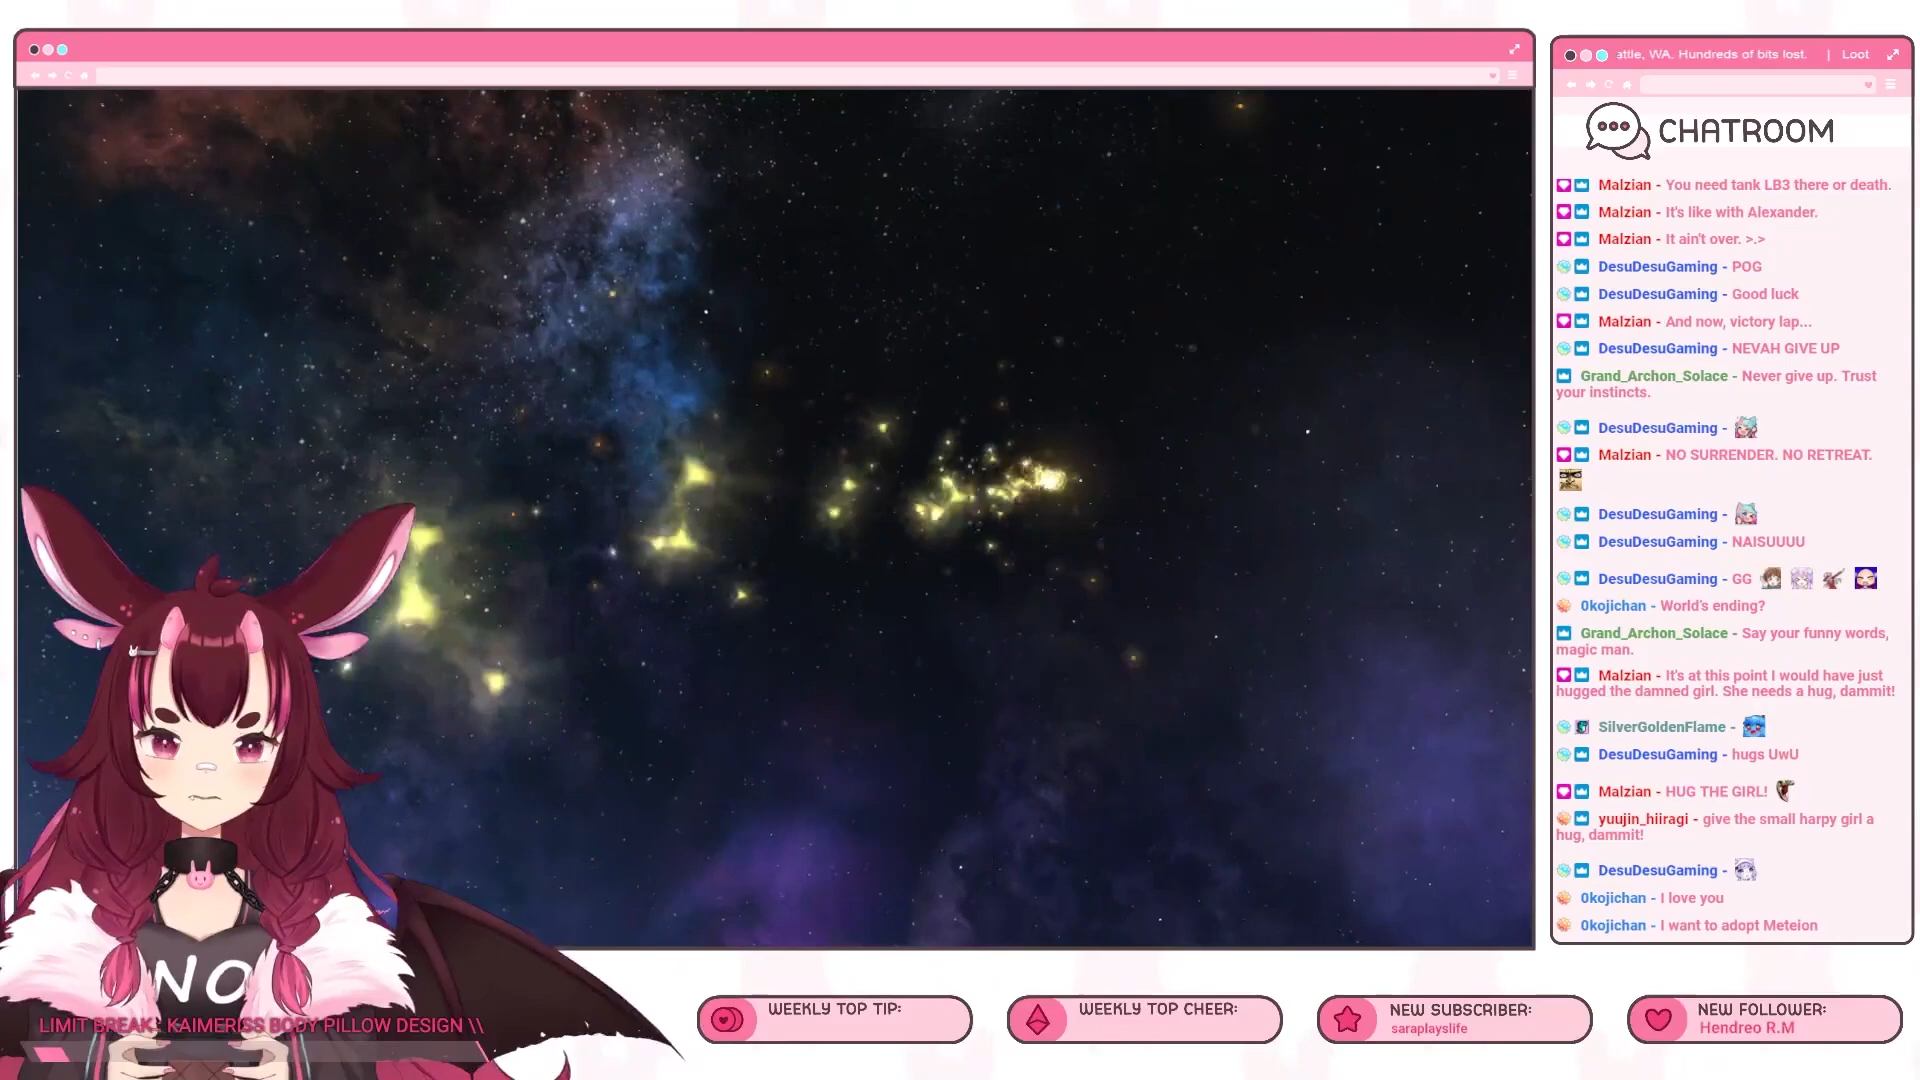 attle, WA. Hundreds of bits lost. | Loot
CHATROOM
Malzian - You need tank LB3 there or death.
Malzian - It's like with Alexander.
Malzian - It ain't over. >.>
DesuDesuGaming - POG
DesuDesuGaming - Good luck
Malzian - And now, victory lap...
DesuDesuGaming - NEVAH GIVE UP
Grand_Archon_Solace - Never give up. Trust
your instincts.
DesuDesuGaming -
Malzian - NO SURRENDER. NO RETREAT.
DesuDesuGaming -
DesuDesuGaming - NAISUUUU
DesuDesuGaming - GG
0kojichan - World's ending?
Grand_Archon_Solace - Say your funny words,
magic man.
Malzian - It's at this point I would have just
hugged the damned girl. She needs a hug, dammit!
SilverGoldenFlame -
DesuDesuGaming - hugs UwU
Malzian - HUG THE GIRL!
yuujin_hiiragi - give the small harpy girl a
hug, dammit!
DesuDesuGaming -
0kojichan - I love you
0kojichan - I want to adopt Meteion
NO
LIMIT BREAK: KAIMERISS BODY PILLOW DESIGN \\
WEEKLY TOP TIP:
WEEKLY TOP CHEER:
NEW SUBSCRIBER:
saraplayslife
NEW FOLLOWER:
Hendreo R.M